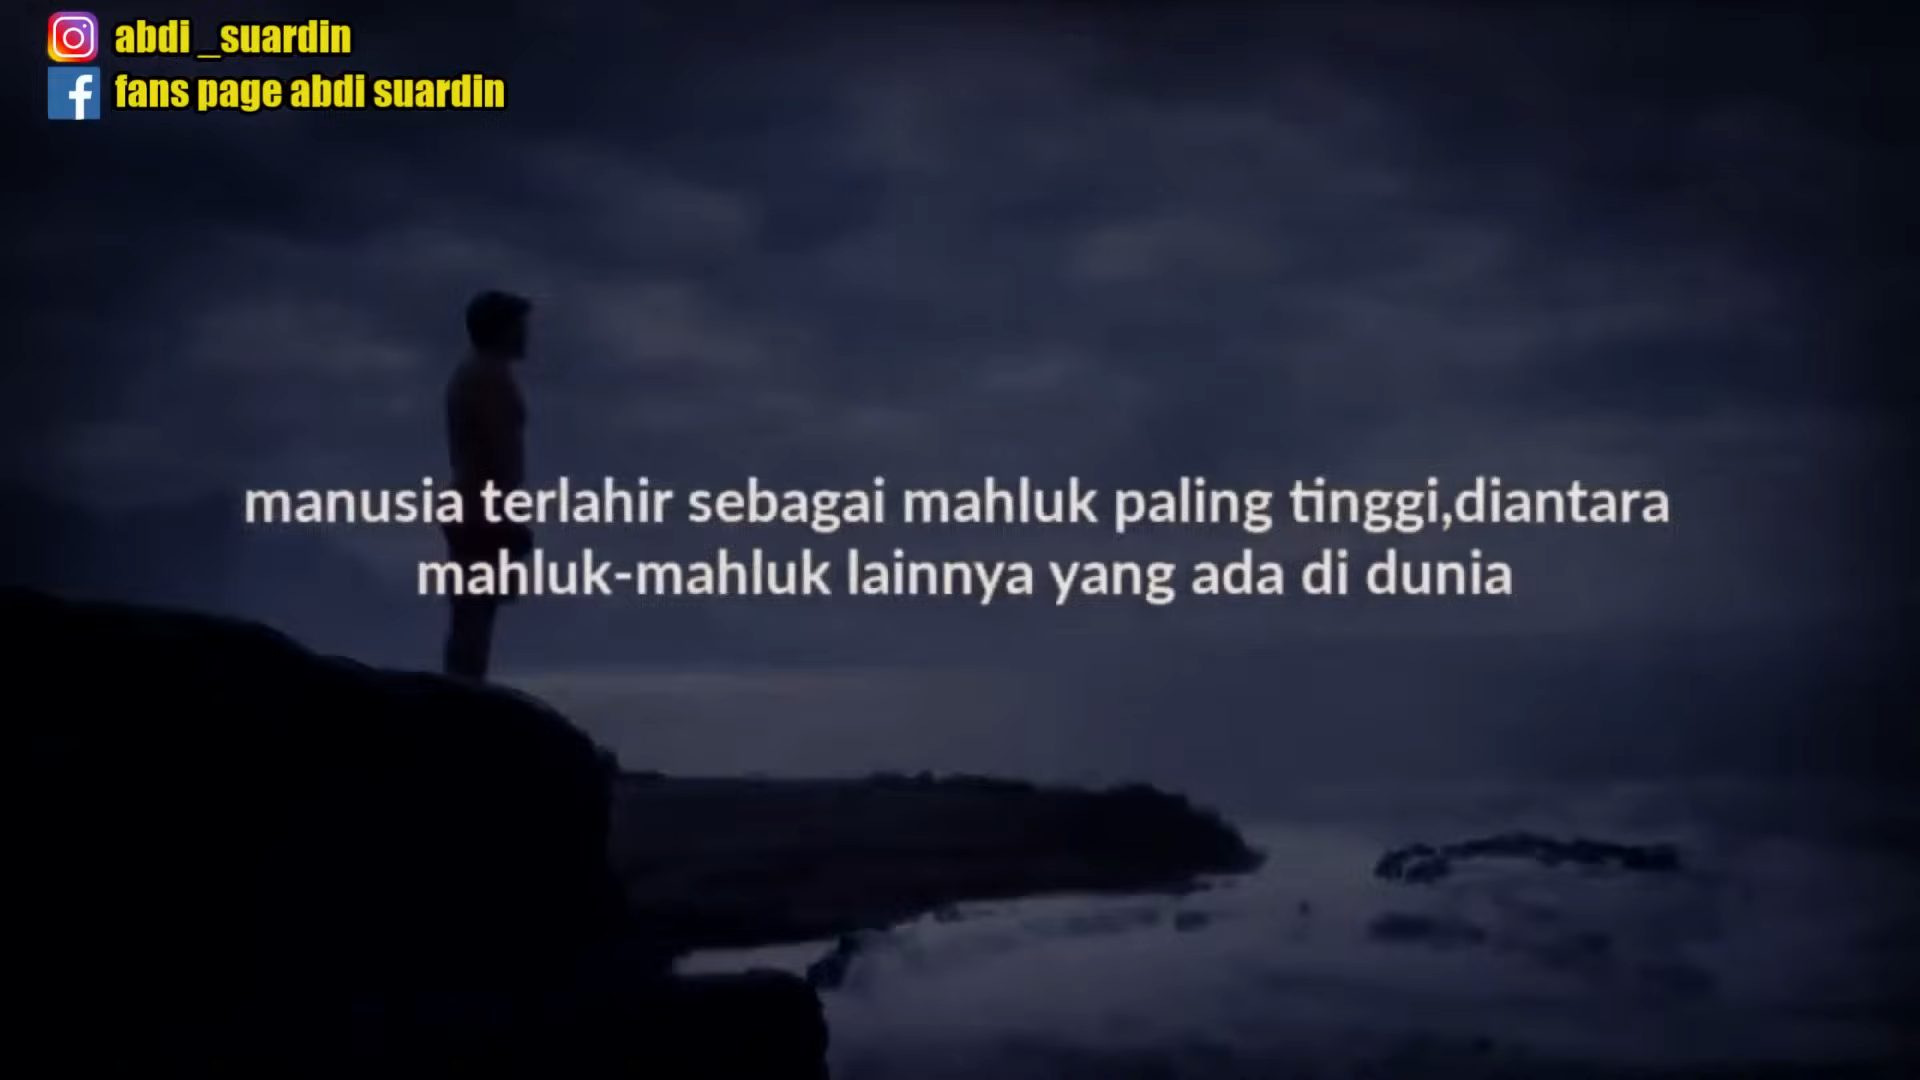 abdi _suardin
fans page abdi suardin
manusia terlahir sebagai mahluk paling tinggi,diantara
mahluk-mahluk lainnya yang ada di dunia